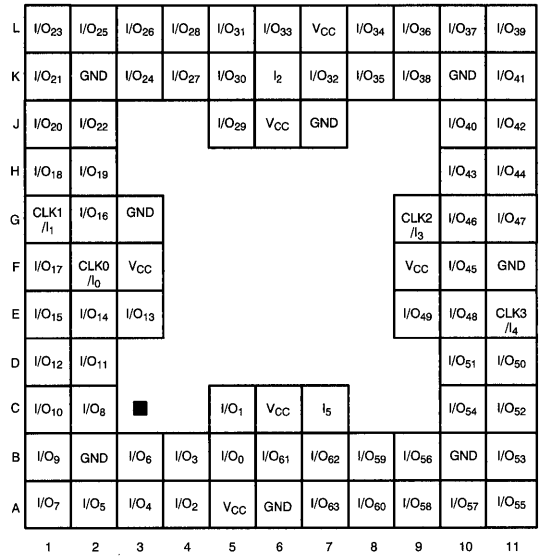 L I/O23 I/O25 I/O26 I/O28 I/O31 I/O33 VCC I/O34 I/O36 I/O37 I/O39
K I/O21 GND I/O24 I/O27 I/O30 I2 I/O32 I/O35 I/O38 GND I/O41
J I/O20 I/O22 I/O29 VCC GND I/O40 I/O42
H I/O18 I/O19 I/O43 I/O44
G CLK1/I1 I/O16 GND CLK2/I3 I/O46 I/O47
F I/O17 CLK0/I0 VCC VCC I/O45 GND
E I/O15 I/O14 I/O13 I/O49 I/O48 CLK3/I4
D I/O12 I/O11 I/O51 I/O50
C I/O10 I/O8 I/O1 VCC I5 I/O54 I/O52
B I/O9 GND I/O6 I/O3 I/O0 I/O61 I/O62 I/O59 I/O56 GND I/O53
A I/O7 I/O5 I/O4 I/O2 VCC GND I/O63 I/O60 I/O58 I/O57 I/O55
1 2 3 4 5 6 7 8 9 10 11